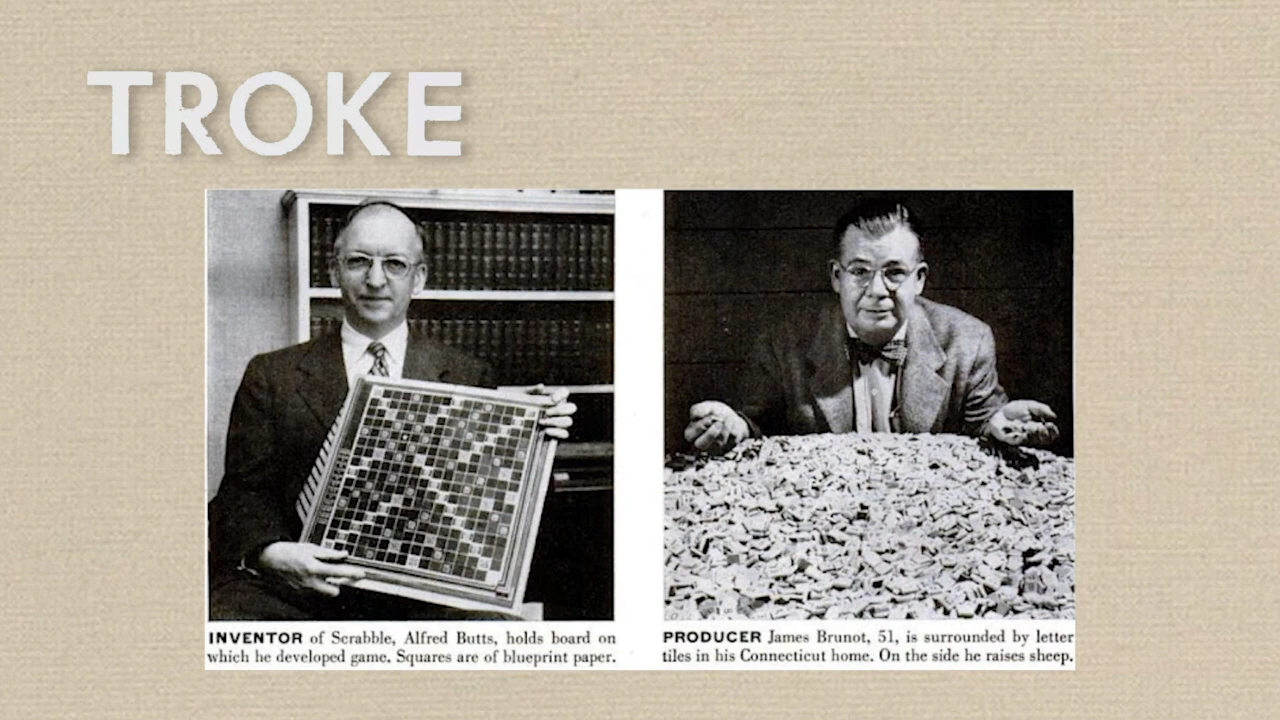 TROKE
INVENTOR of Scrabble, Alfred Butts, holds board on
which he developed game. Squares are of blueprint paper.
PRODUCER James Brunot, 51, is surrounded by letter
tiles in his Connecticut home. On the side he raises sheep.